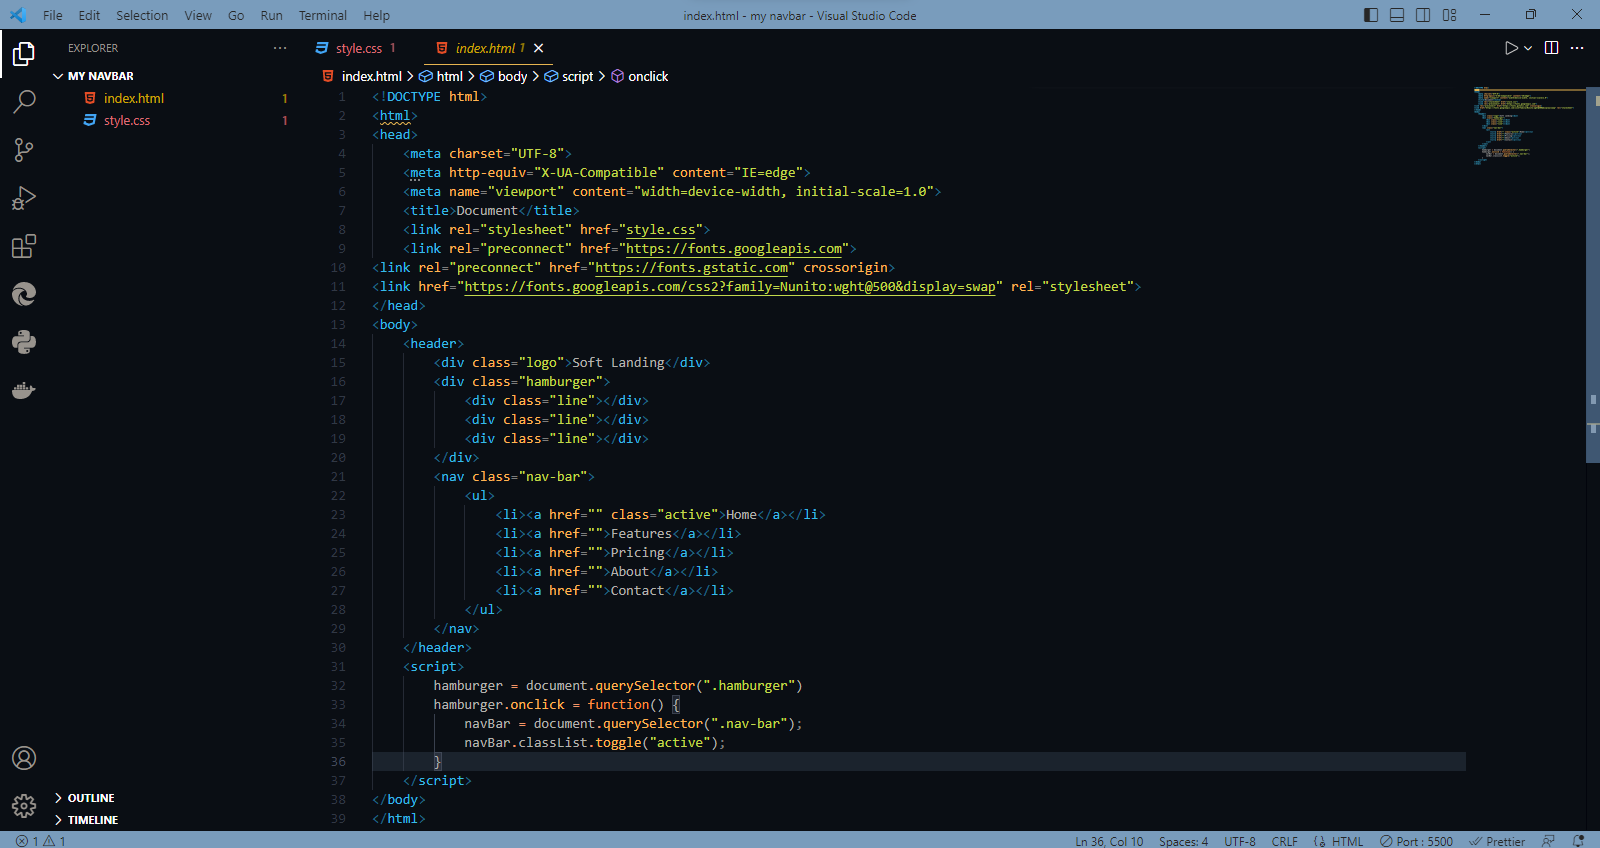 File Edit Selection View Go Run Terminal Help
index.html - my navbar - Visual Studio Code
EXPLORER
MY NAVBAR
index.html 1
style.css 1
OUTLINE
TIMELINE
style.css 1
index.html 1
index.html > html > body > script > onclick
1 <!DOCTYPE html>
2 <html>
3 <head>
4 <meta charset="UTF-8">
5 <meta http-equiv="X-UA-Compatible" content="IE=edge">
6 <meta name="viewport" content="width=device-width, initial-scale=1.0">
7 <title>Document</title>
8 <link rel="stylesheet" href="style.css">
9 <link rel="preconnect" href="https://fonts.googleapis.com">
10 <link rel="preconnect" href="https://fonts.gstatic.com" crossorigin>
11 <link href="https://fonts.googleapis.com/css2?family=Nunito:wght@500&display=swap" rel="stylesheet">
12 </head>
13 <body>
14 <header>
15 <div class="logo">Soft Landing</div>
16 <div class="hamburger">
17 <div class="line"></div>
18 <div class="line"></div>
19 <div class="line"></div>
20 </div>
21 <nav class="nav-bar">
22 <ul>
23 <li><a href="" class="active">Home</a></li>
24 <li><a href="">Features</a></li>
25 <li><a href="">Pricing</a></li>
26 <li><a href="">About</a></li>
27 <li><a href="">Contact</a></li>
28 </ul>
29 </nav>
30 </header>
31 <script>
32 hamburger = document.querySelector(".hamburger")
33 hamburger.onclick = function() {
34 navBar = document.querySelector(".nav-bar");
35 navBar.classList.toggle("active");
36 }
37 </script>
38 </body>
39 </html>
1 1
Ln 36, Col 10 Spaces: 4 UTF-8 CRLF {} HTML Port : 5500 Prettier